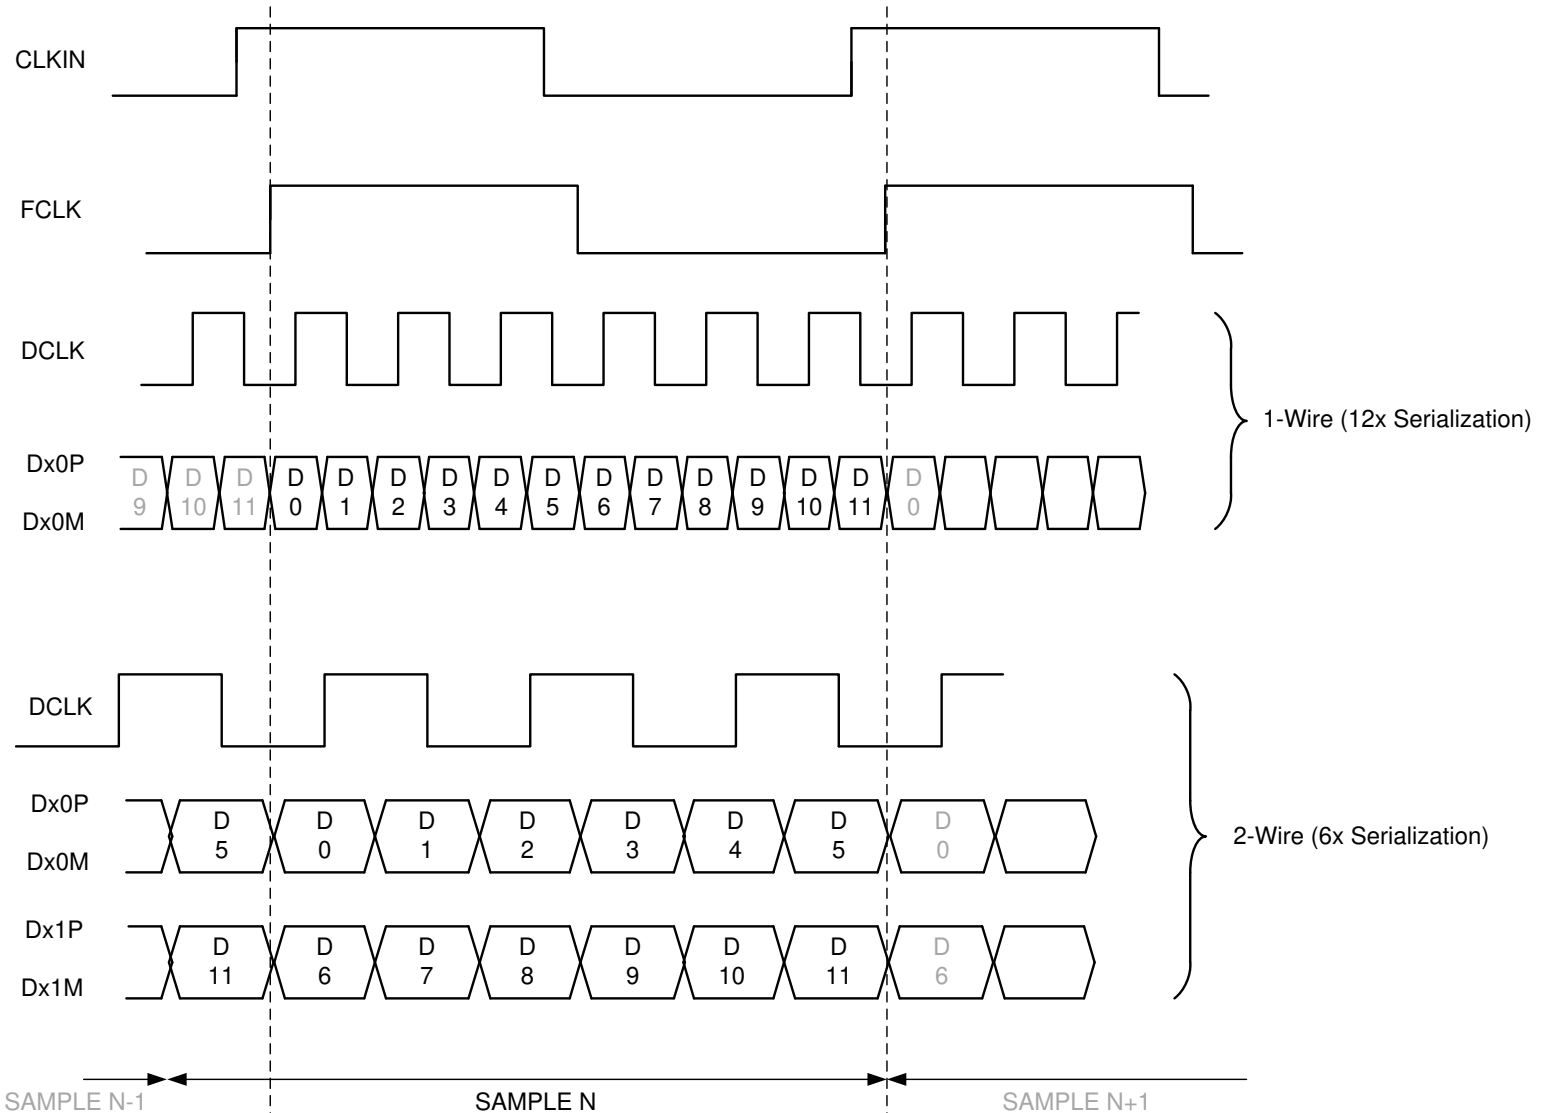 CLKIN
FCLK
DCLK
1-Wire (12x Serialization)
Dx0P
D D D D D D D D D D D D D D D D
9 10 11 0 1 2 3 4 5 6 7 8 9 10 11 0
Dx0M
DCLK
Dx0P
D D D D D D D D
5 0 1 2 3 4 5 0
2-Wire (6x Serialization)
Dx0M
Dx1P
D D D D D D D D
11 6 7 8 9 10 11 6
Dx1M
SAMPLE N-1 SAMPLE N SAMPLE N+1